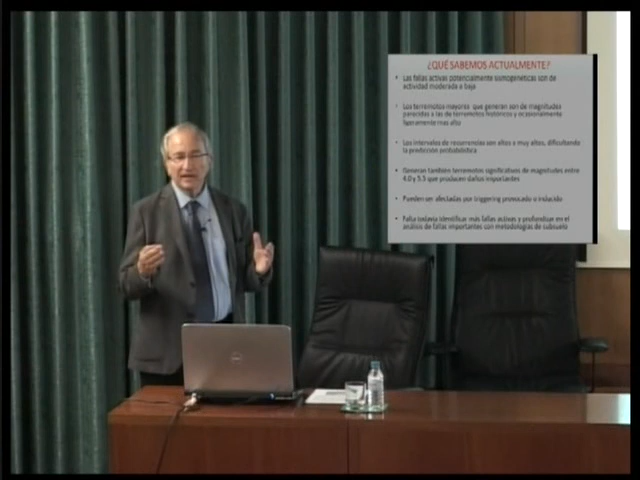 ¿QUÉ SABEMOS ACTUALMENTE?
• Las fallas activas potencialmente sismogeneticas son de
actividad moderada a baja
• Los terremotos mayores que generan son de magnitudes
parecidas a las de terremotos históricos y ocasionalmente
ligeramente mas alto
• Los intervalos de recurrencia son altos a muy altos, dificultando
la predicción probabilística
• Generan también terremotos significativos de magnitudes entre
4.0 y 5.5 que producen daños importantes
• Pueden ser afectadas por triggering provocado o inducido
• Falta todavía identificar más fallas activas y profundizar en el
análisis de fallas importantes con metodologías de subsuelo
DELL